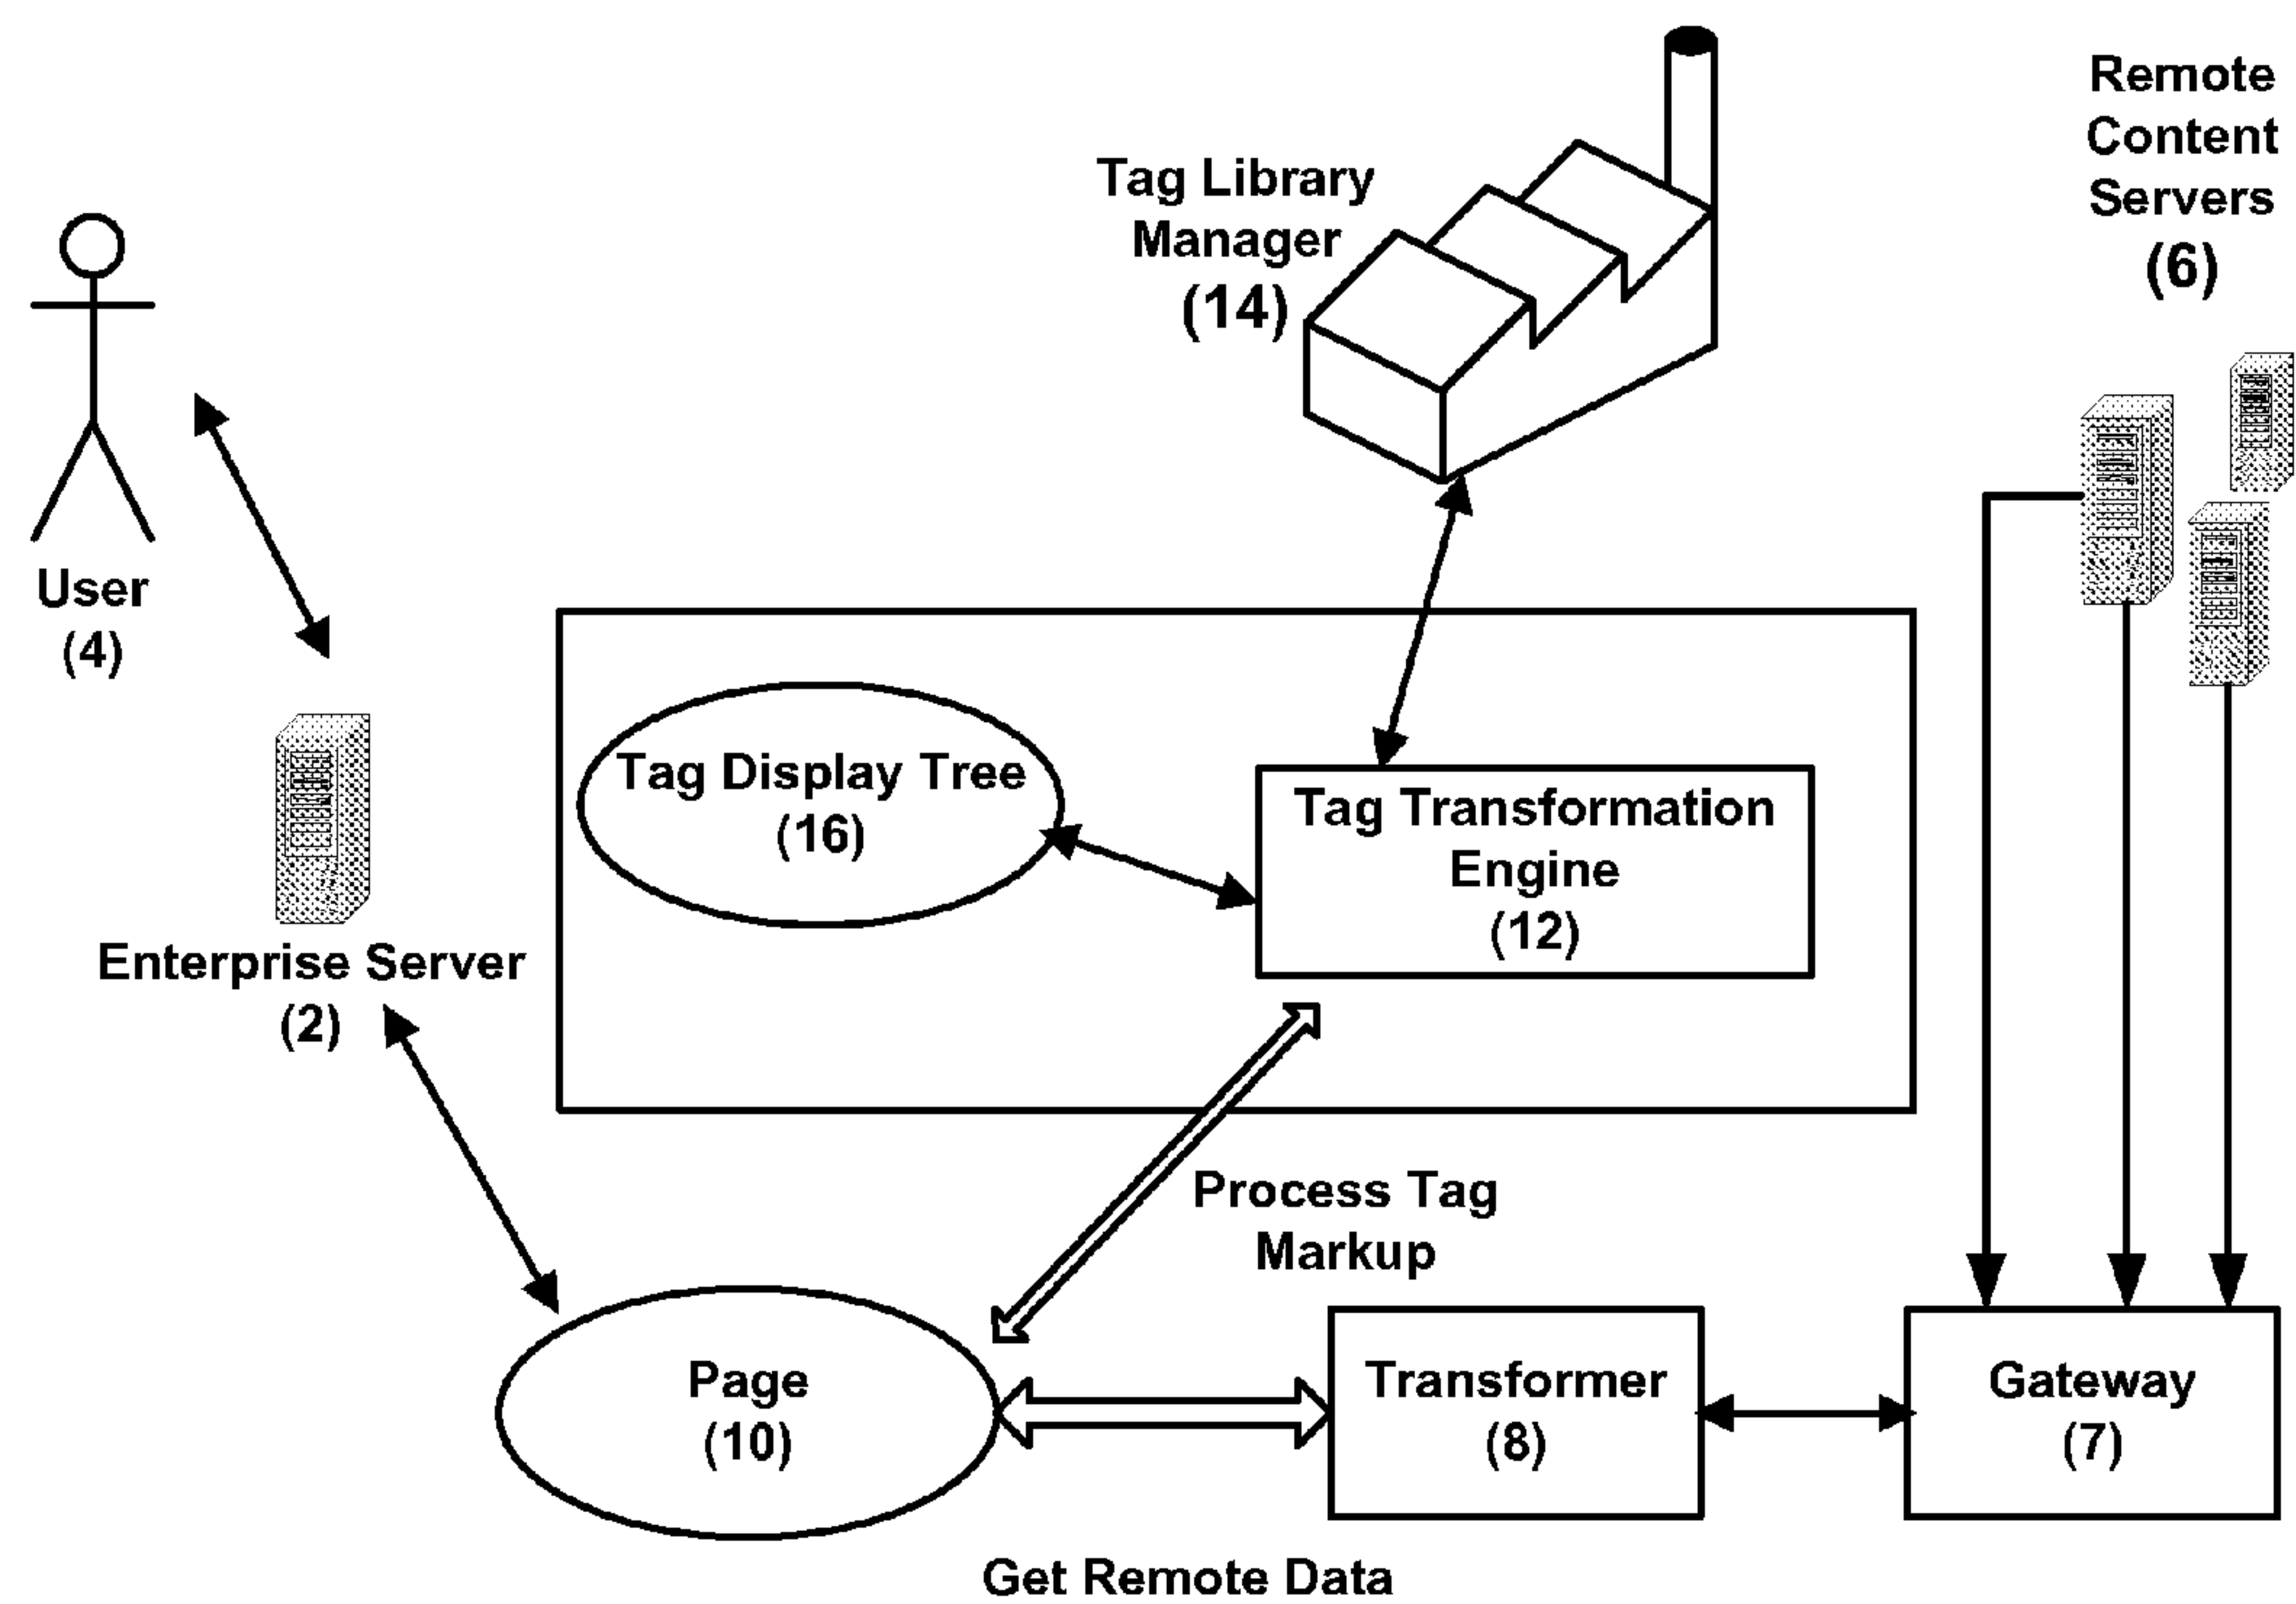 Remote
Content
Servers
(6)
Tag Library
Manager
(14)
User
(4)
Tag Display Tree
(16)
Tag Transformation
Engine
(12)
Enterprise Server
(2)
Process Tag
Markup
Page
(10)
Transformer
(8)
Gateway
(7)
Get Remote Data